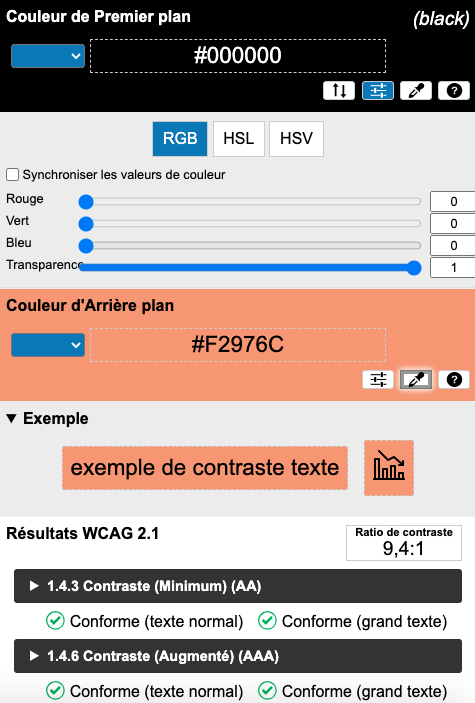 Couleur de Premier plan
(black)
#000000
RGB
HSL
HSV
Synchroniser les valeurs de couleur
Rouge 0
Vert 0
Bleu 0
Transparence 1
Couleur d'Arrière plan
#F2976C
▼ Exemple
exemple de contraste texte
Résultats WCAG 2.1
Ratio de contraste
9,4:1
▶ 1.4.3 Contraste (Minimum) (AA)
Conforme (texte normal) Conforme (grand texte)
▶ 1.4.6 Contraste (Augmenté) (AAA)
Conforme (texte normal) Conforme (grand texte)